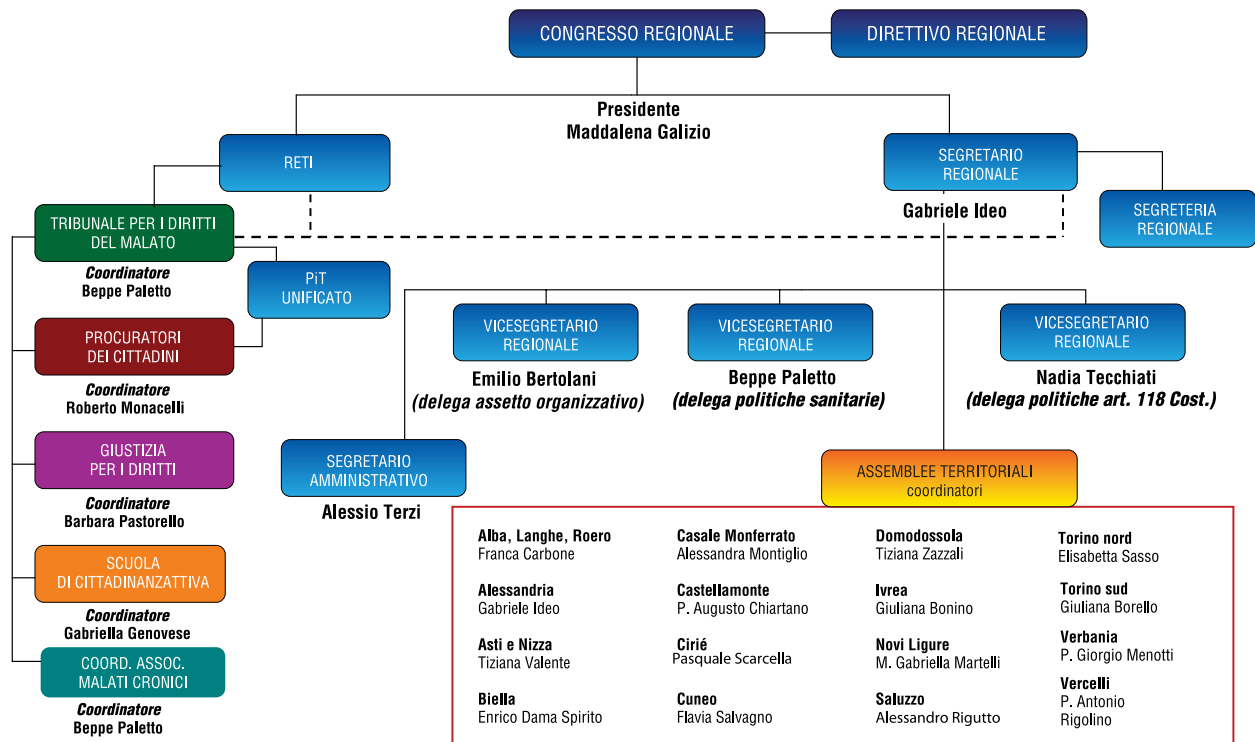 CONGRESSO REGIONALE
DIRETTIVO REGIONALE
Presidente
Maddalena Galizio
RETI
SEGRETARIO
REGIONALE
Gabriele Ideo
SEGRETERIA
REGIONALE
TRIBUNALE PER I DIRITTI
DEL MALATO
Coordinatore
Beppe Paletto
PiT
UNIFICATO
PROCURATORI
DEI CITTADINI
Coordinatore
Roberto Monacelli
VICESEGRETARIO
REGIONALE
Emilio Bertolani
(delega assetto organizzativo)
VICESEGRETARIO
REGIONALE
Beppe Paletto
(delega politiche sanitarie)
VICESEGRETARIO
REGIONALE
Nadia Tecchiati
(delega politiche art. 118 Cost.)
GIUSTIZIA
PER I DIRITTI
Coordinatore
Barbara Pastorello
SEGRETARIO
AMMINISTRATIVO
Alessio Terzi
SCUOLA
DI CITTADINANZATTIVA
Coordinatore
Gabriella Genovese
COORD. ASSOC.
MALATI CRONICI
Coordinatore
Beppe Paletto
ASSEMBLEE TERRITORIALI
coordinatori
Alba, Langhe, Roero
Franca Carbone
Alessandria
Gabriele Ideo
Asti e Nizza
Tiziana Valente
Biella
Enrico Dama Spirito
Casale Monferrato
Alessandra Montiglio
Castellamonte
P. Augusto Chiartano
Cirié
Pasquale Scarcella
Cuneo
Flavia Salvagno
Domodossola
Tiziana Zazzali
Ivrea
Giuliana Bonino
Novi Ligure
M. Gabriella Martelli
Saluzzo
Alessandro Rigutto
Torino nord
Elisabetta Sasso
Torino sud
Giuliana Borello
Verbania
P. Giorgio Menotti
Vercelli
P. Antonio
Rigolino